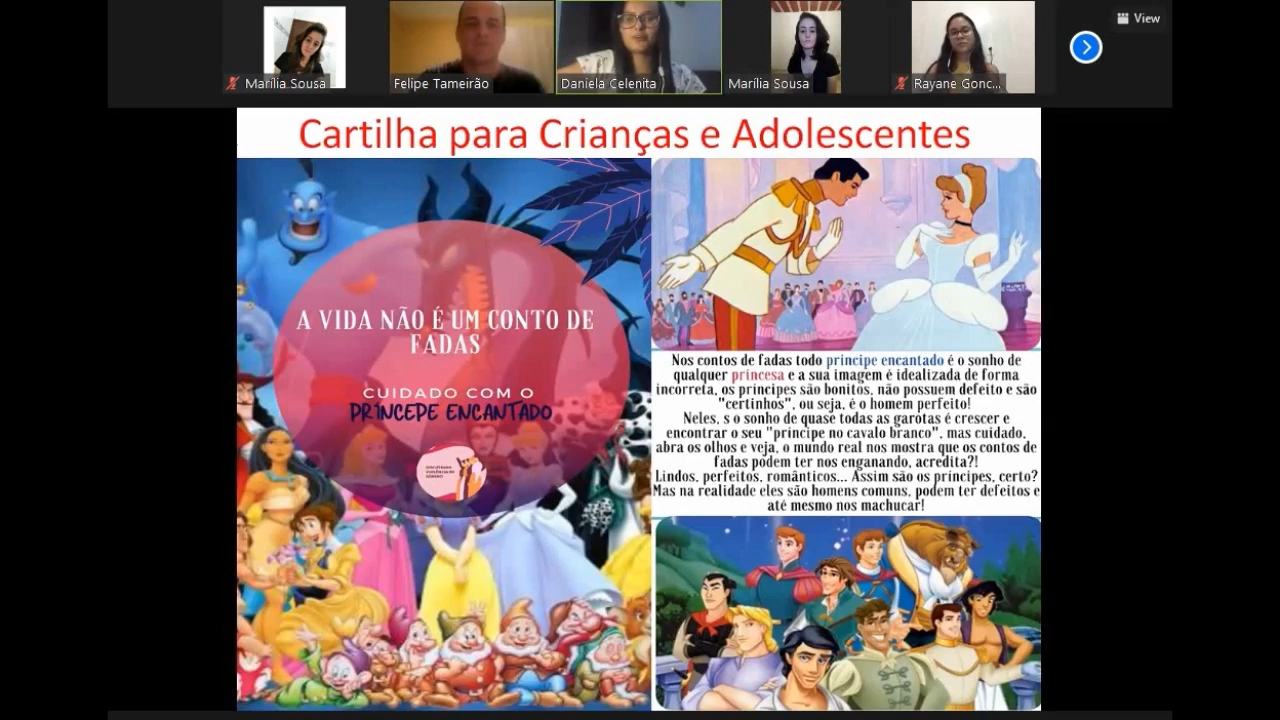 View
Marília Sousa
Felipe Tameirão
Daniela Celenita
Marília Sousa
Rayane Gonc...
Cartilha para Crianças e Adolescentes
A VIDA NÃO É UM CONTO DE
FADAS
CUIDADO COM O
PRÍNCEPE ENCANTADO
Nos contos de fadas todo príncipe encantado é o sonho de
qualquer princesa e a sua imagem é idealizada de forma
incorreta, os príncipes são bonitos, não possuem defeito e são
"certinhos", ou seja, é o homem perfeito!
Neles, s o sonho de quase todas as garotas é crescer e
encontrar o seu "príncipe no cavalo branco", mas cuidado,
abra os olhos e veja, o mundo real nos mostra que os contos de
fadas podem ter nos enganando, acredita?!
Lindos, perfeitos, românticos... Assim são os príncipes, certo?
Mas na realidade eles são homens comuns, podem ter defeitos e
até mesmo nos machucar!